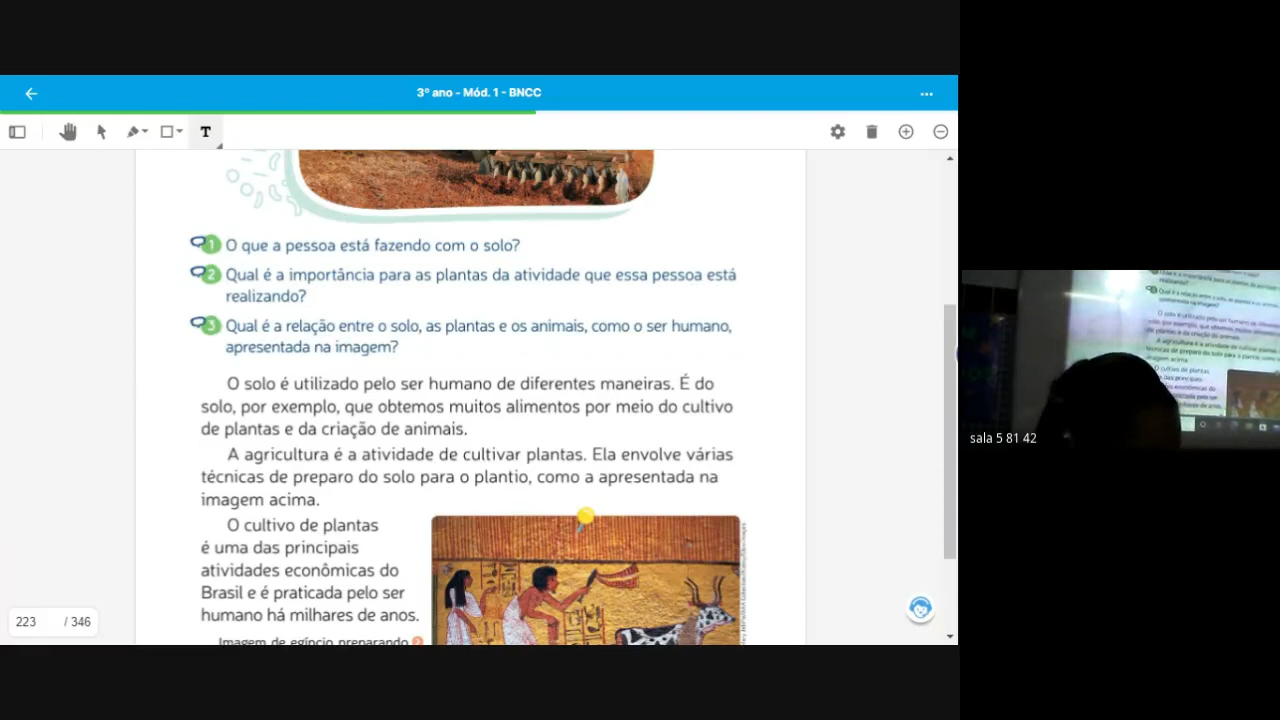 3º ano - Mód. 1 - BNCC
T
1 O que a pessoa está fazendo com o solo?
2 Qual é a importância para as plantas da atividade que essa pessoa está
realizando?
3 Qual é a relação entre o solo, as plantas e os animais, como o ser humano,
apresentada na imagem?
O solo é utilizado pelo ser humano de diferentes maneiras. É do
solo, por exemplo, que obtemos muitos alimentos por meio do cultivo
de plantas e da criação de animais.
A agricultura é a atividade de cultivar plantas. Ela envolve várias
técnicas de preparo do solo para o plantio, como a apresentada na
imagem acima.
O cultivo de plantas
é uma das principais
atividades econômicas do
Brasil e é praticada pelo ser
humano há milhares de anos.
Imagem de egípcio preparando
223 / 346
sala 5 81 42